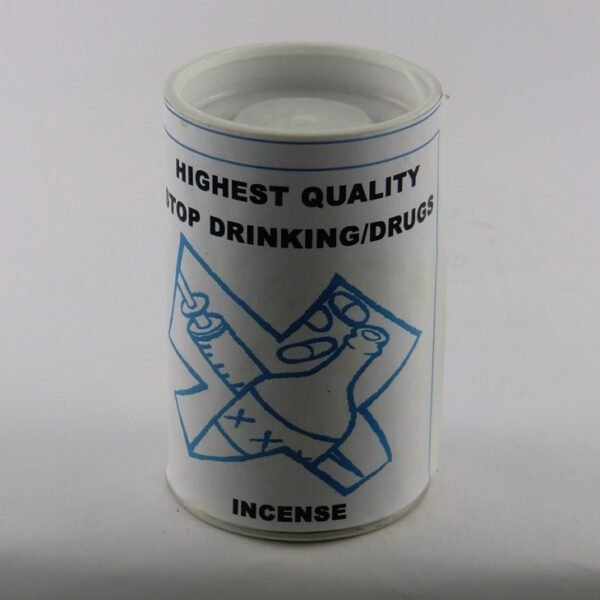 HIGHEST QUALITY
STOP DRINKING/DRUGS
X X
INCENSE